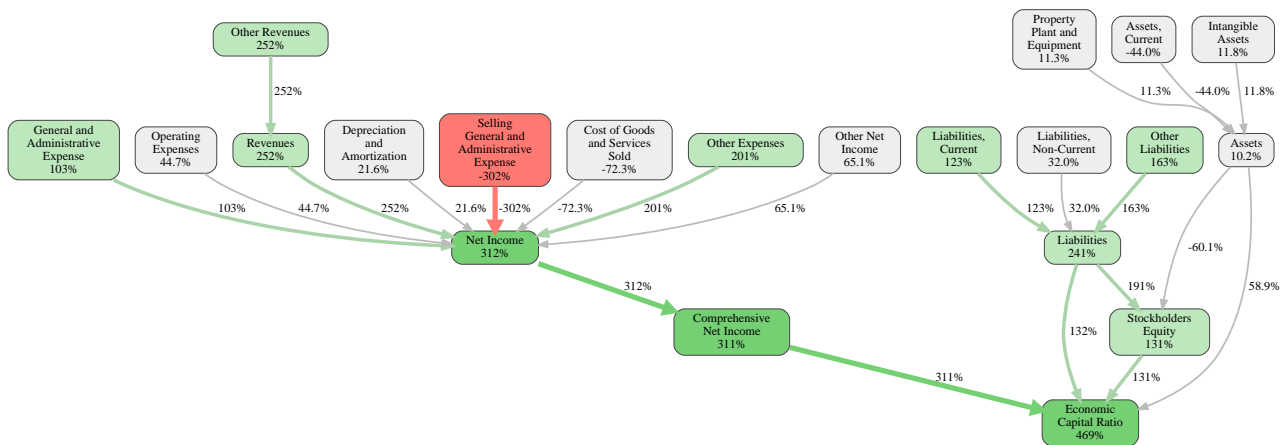 Other Revenues
252%
Property
Plant and
Equipment
11.3%
Assets,
Current
-44.0%
Intangible
Assets
11.8%
252%
11.3%
-44.0%
11.8%
General and
Administrative
Expense
103%
Operating
Expenses
44.7%
Revenues
252%
Depreciation
and
Amortization
21.6%
Selling
General and
Administrative
Expense
-302%
Cost of Goods
and Services
Sold
-72.3%
Other Expenses
201%
Other Net
Income
65.1%
Liabilities,
Current
123%
Liabilities,
Non-Current
32.0%
Other
Liabilities
163%
Assets
10.2%
103%
44.7%
252%
21.6%
-302%
-72.3%
201%
65.1%
123%
32.0%
163%
Net Income
312%
Liabilities
241%
-60.1%
312%
191%
58.9%
Comprehensive
Net Income
311%
132%
Stockholders
Equity
131%
311%
131%
Economic
Capital Ratio
469%